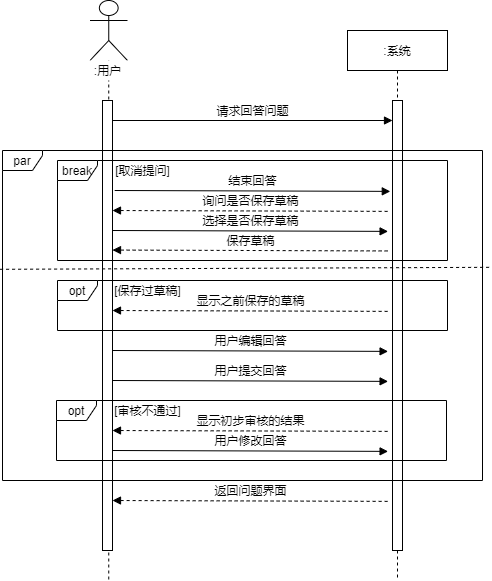 :用户
:系统
请求回答问题
par
break
[取消提问]
结束回答
询问是否保存草稿
选择是否保存草稿
保存草稿
opt
[保存过草稿]
显示之前保存的草稿
用户编辑回答
用户提交回答
opt
[审核不通过]
显示初步审核的结果
用户修改回答
返回问题界面